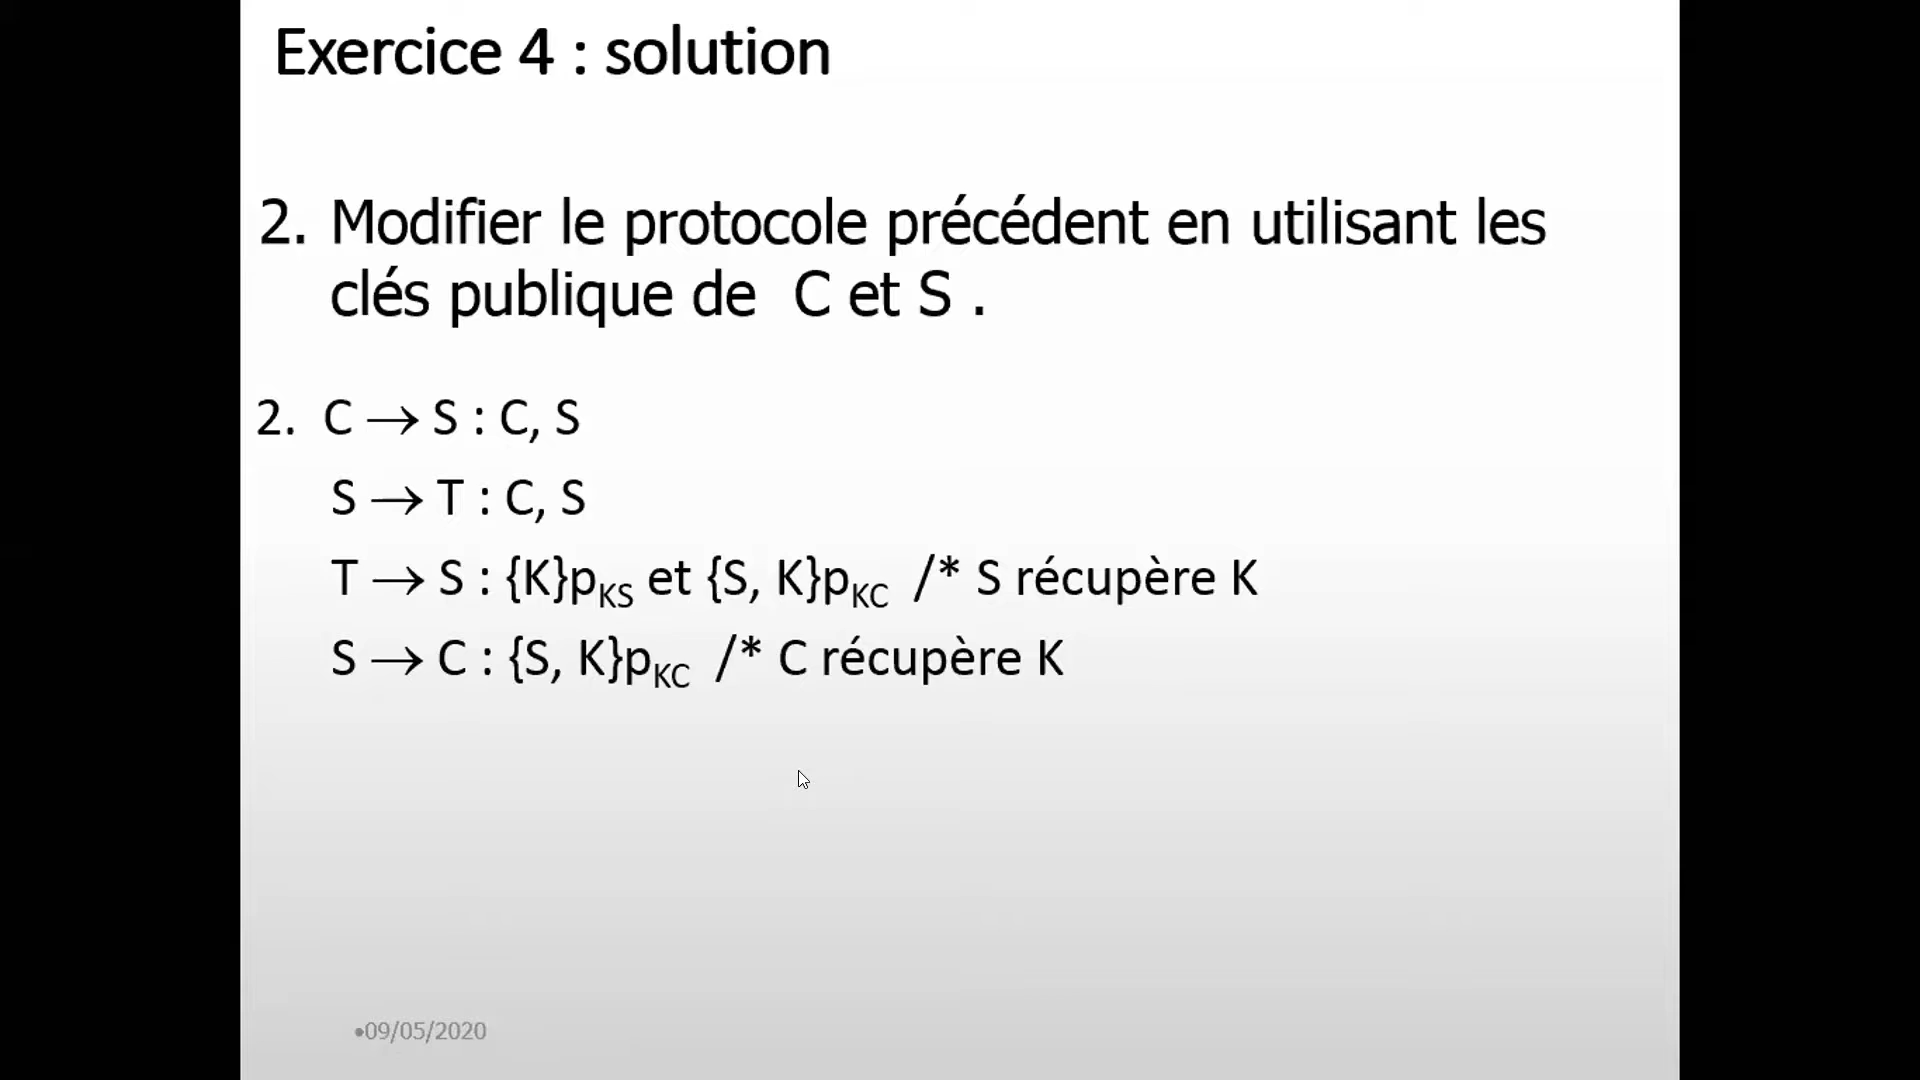 Exercice 4 : solution
2. Modifier le protocole précédent en utilisant les
clés publique de C et S .
2. C → S : C, S
S → T : C, S
T → S : {K}pKS et {S, K}pKC /* S récupère K
S → C : {S, K}pKC /* C récupère K
•09/05/2020